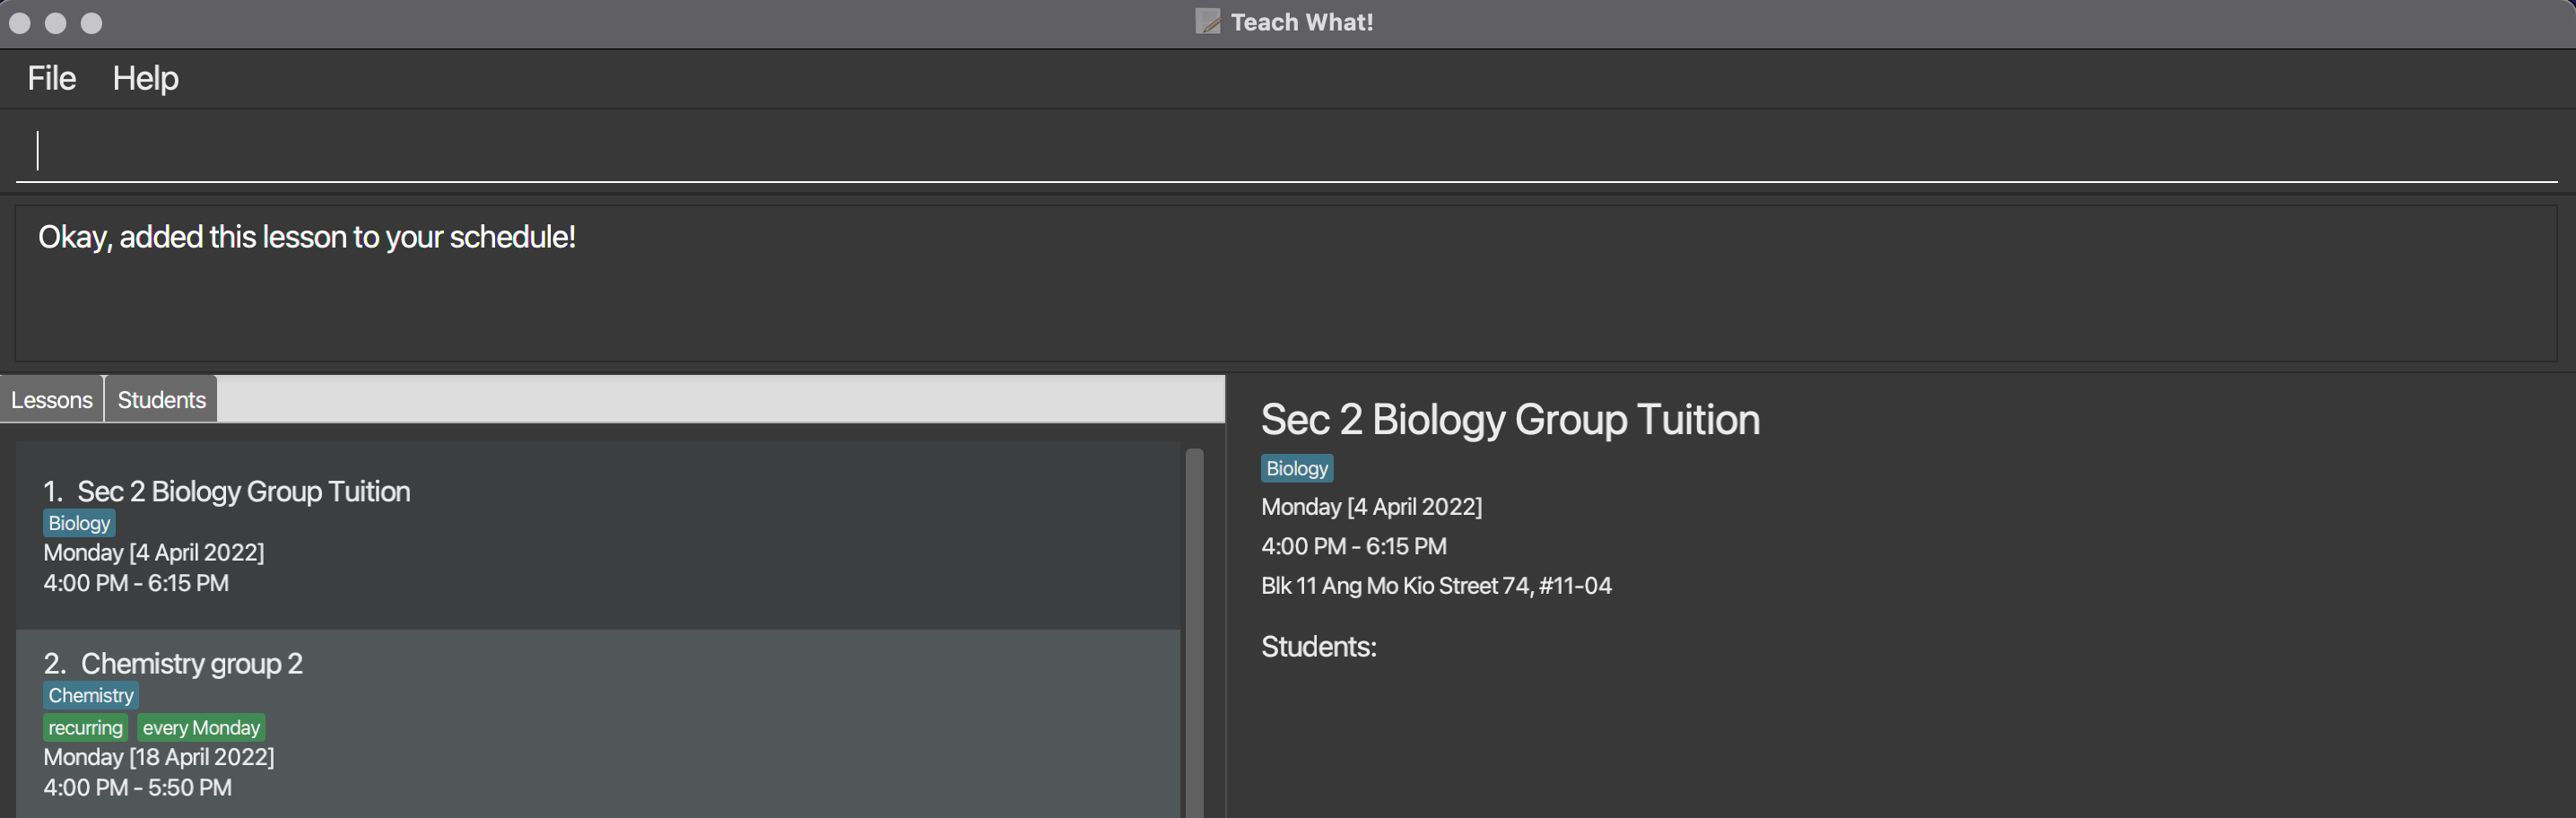 Teach What!
File Help
Okay, added this lesson to your schedule!
Lessons Students
1. Sec 2 Biology Group Tuition
Biology
Monday [4 April 2022]
4:00 PM - 6:15 PM
2. Chemistry group 2
Chemistry
recurring every Monday
Monday [18 April 2022]
4:00 PM - 5:50 PM
Sec 2 Biology Group Tuition
Biology
Monday [4 April 2022]
4:00 PM - 6:15 PM
Blk 11 Ang Mo Kio Street 74, #11-04
Students: